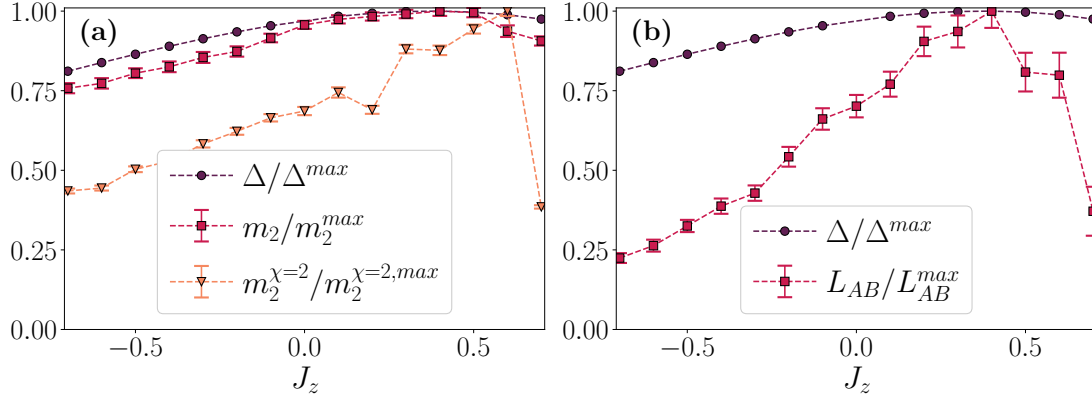 (a)
1.00
0.75
0.50
0.25
0.00
Δ/Δ^{max}
m_2/m_2^{max}
m_2^{χ=2}/m_2^{χ=2,max}
−0.5 0.0 0.5
J_z
(b)
1.00
0.75
0.50
0.25
0.00
Δ/Δ^{max}
L_{AB}/L_{AB}^{max}
−0.5 0.0 0.5
J_z